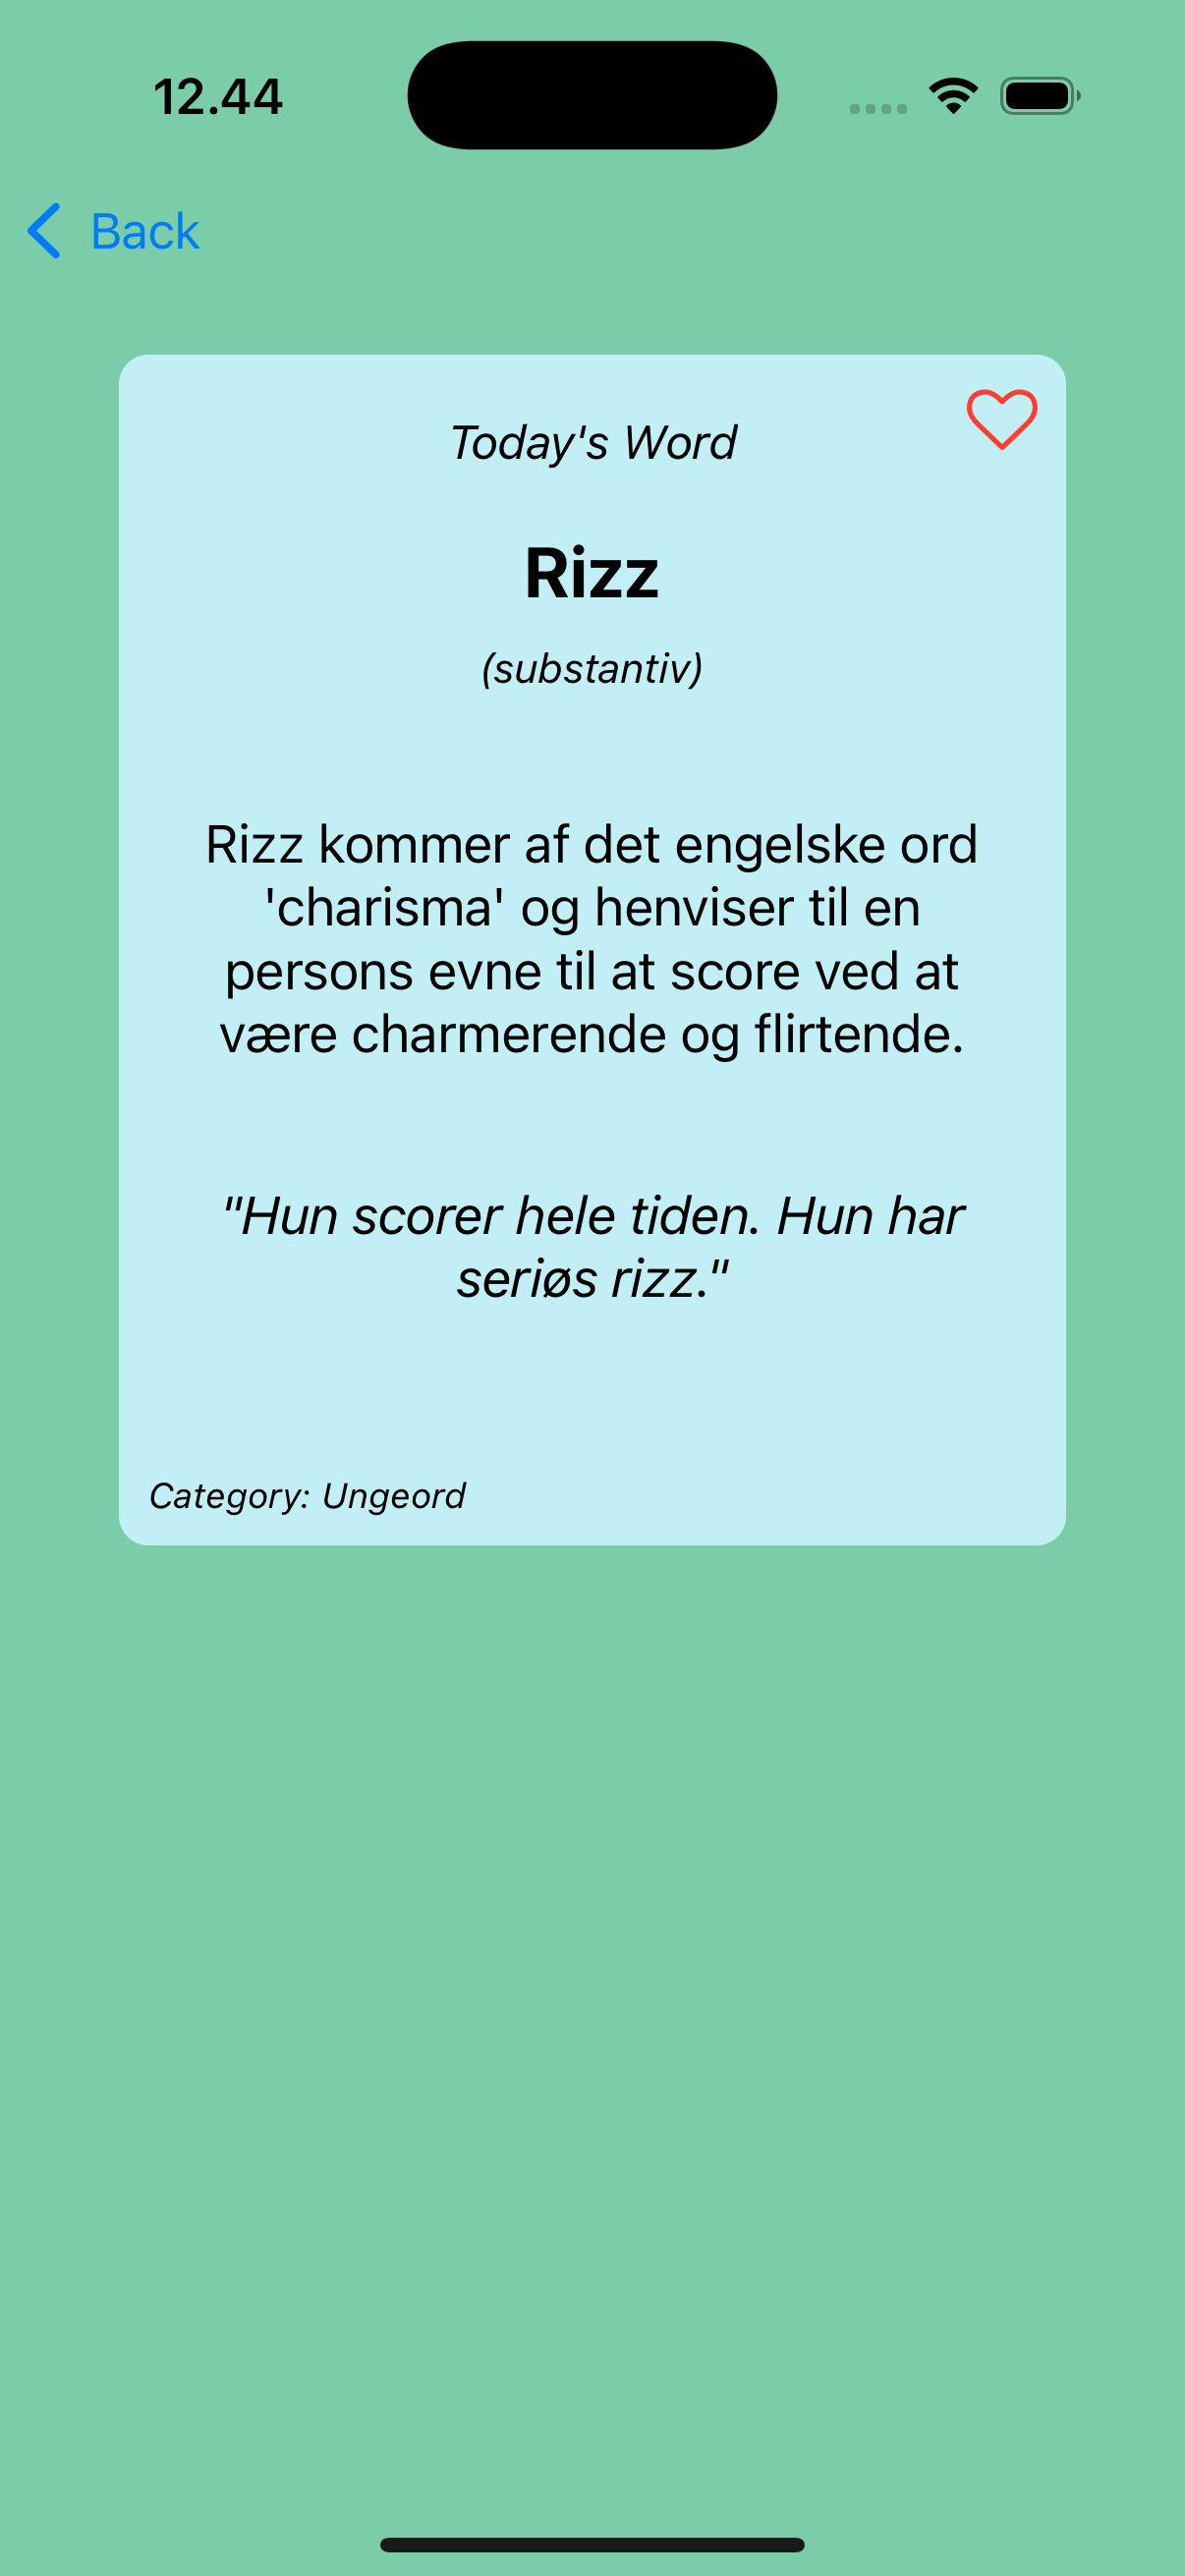 12.44
Back
Today's Word
Rizz
(substantiv)
Rizz kommer af det engelske ord
'charisma' og henviser til en
persons evne til at score ved at
være charmerende og flirtende.
"Hun scorer hele tiden. Hun har
seriøs rizz."
Category: Ungeord